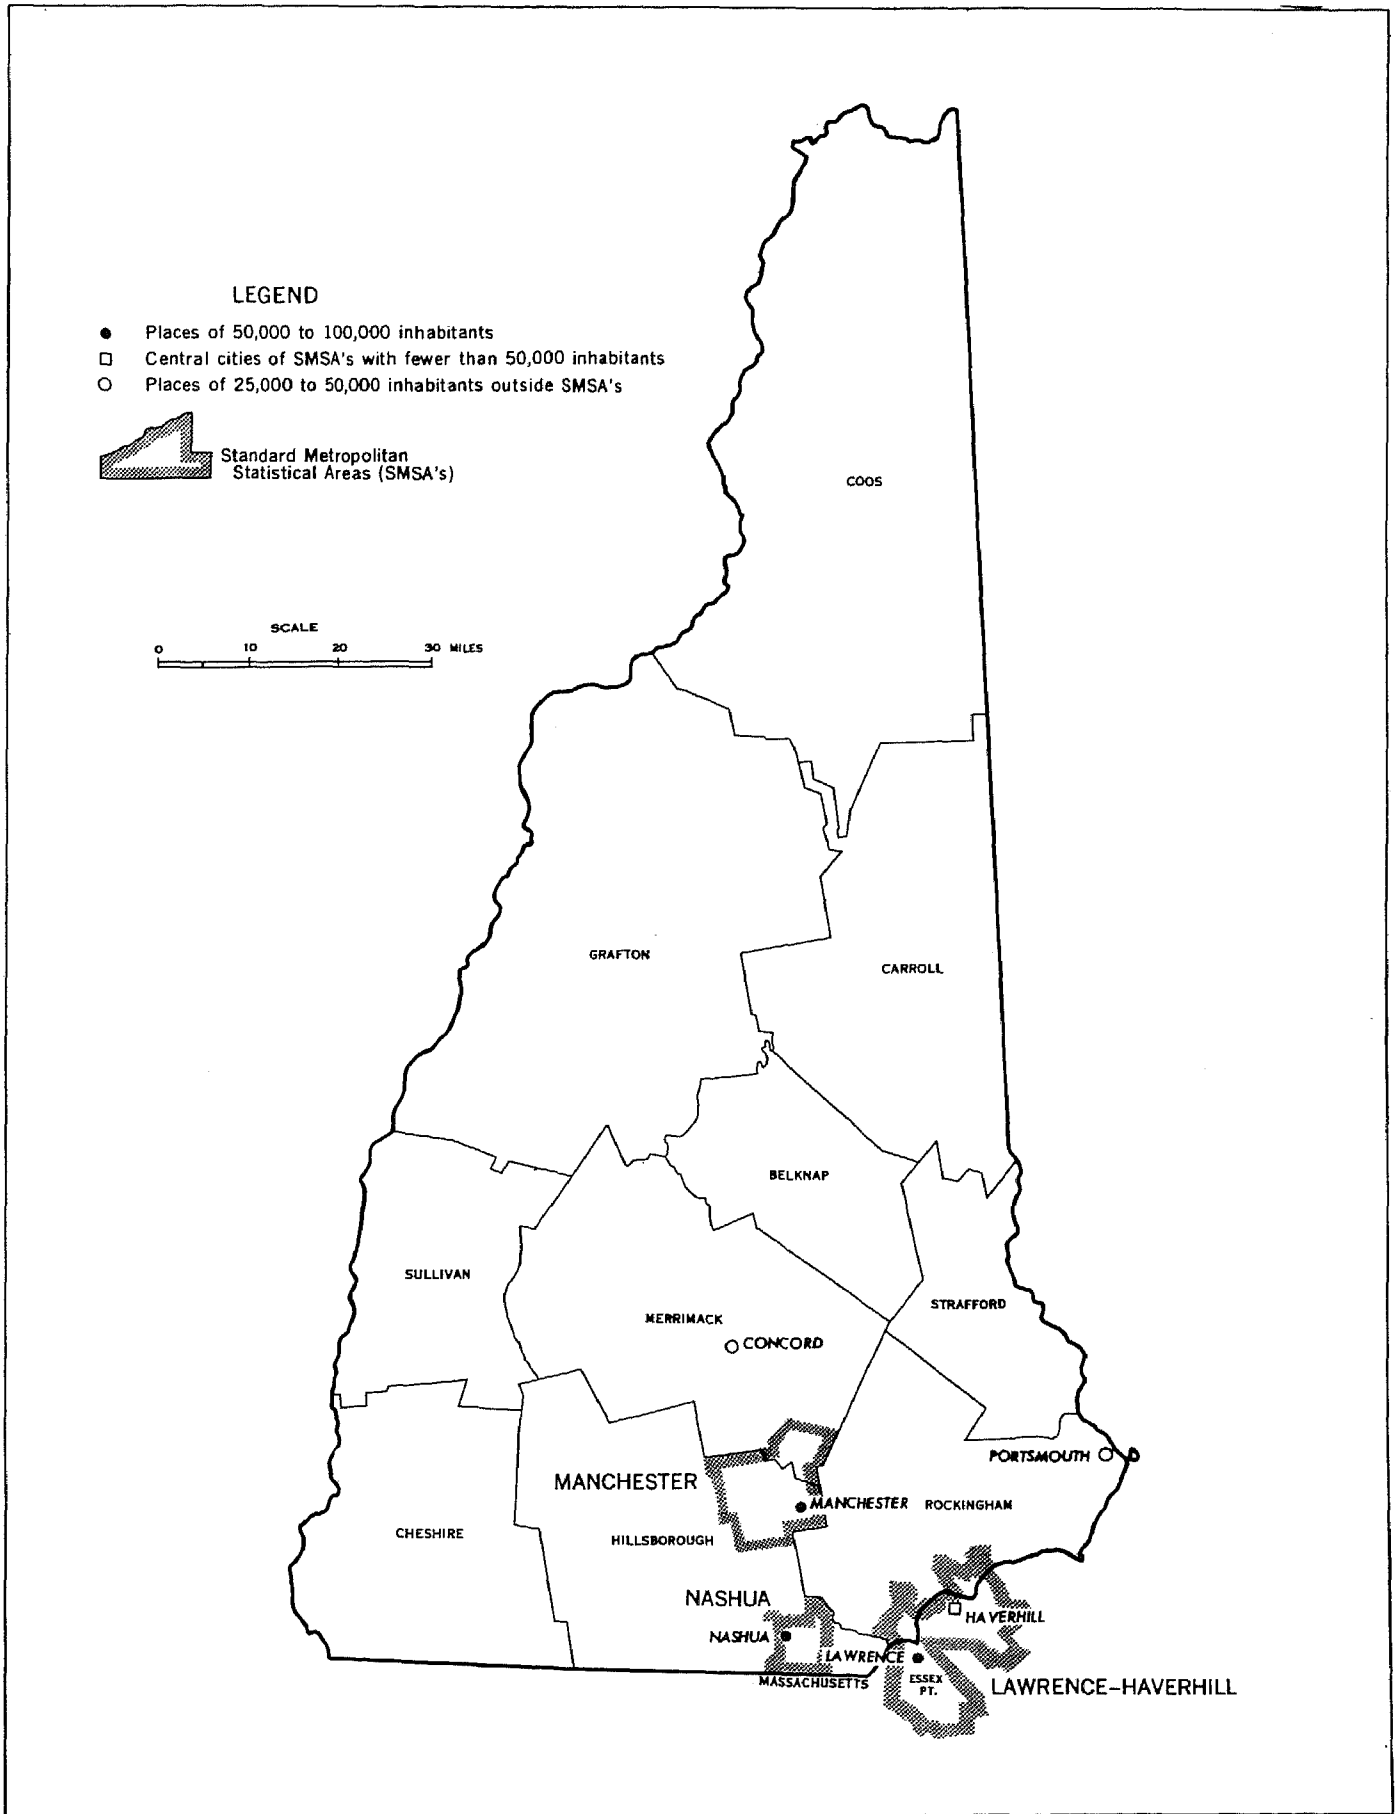 LEGEND
Places of 50,000 to 100,000 inhabitants
Central cities of SMSA's with fewer than 50,000 inhabitants
Places of 25,000 to 50,000 inhabitants outside SMSA's
Standard Metropolitan
Statistical Areas (SMSA's)
COOS
SCALE
0 10 20 30 MILES
GRAFTON
CARROLL
BELKNAP
SULLIVAN
STRAFFORD
MERRIMACK
CONCORD
PORTSMOUTH
MANCHESTER
MANCHESTER
ROCKINGHAM
CHESHIRE
HILLSBOROUGH
NASHUA
HAVERHILL
NASHUA
LAWRENCE
MASSACHUSETTS
ESSEX
PT.
LAWRENCE-HAVERHILL